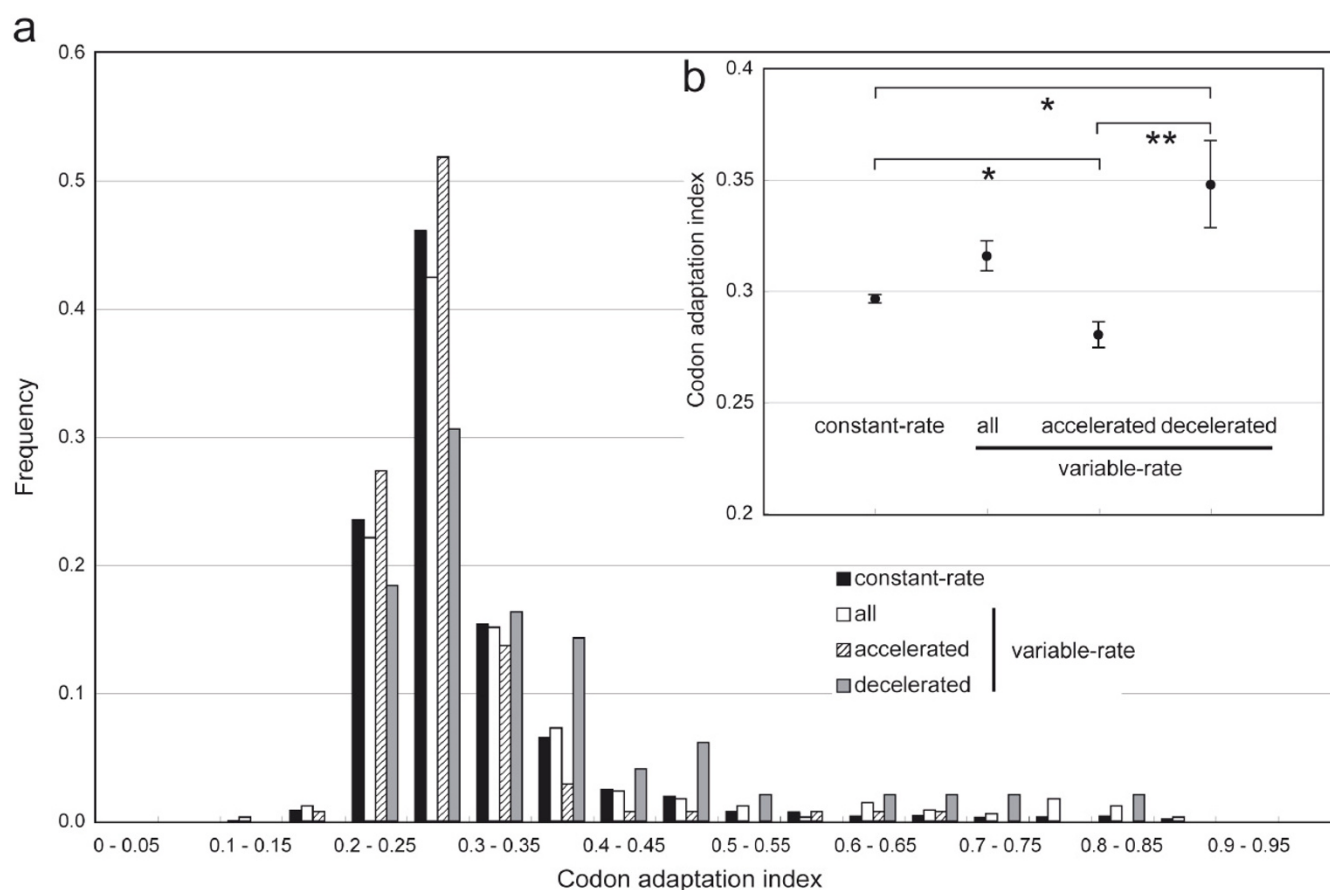 a
0.6
0.5
0.4
0.3
0.2
0.1
0.0
Frequency
0 - 0.05
0.1 - 0.15
0.2 - 0.25
0.3 - 0.35
0.4 - 0.45
0.5 - 0.55
0.6 - 0.65
0.7 - 0.75
0.8 - 0.85
0.9 - 0.95
Codon adaptation index
b
0.4
0.35
0.3
0.25
0.2
Codon adaptation index
*
**
*
constant-rate all accelerated decelerated
variable-rate
constant-rate
all
accelerated
decelerated
variable-rate